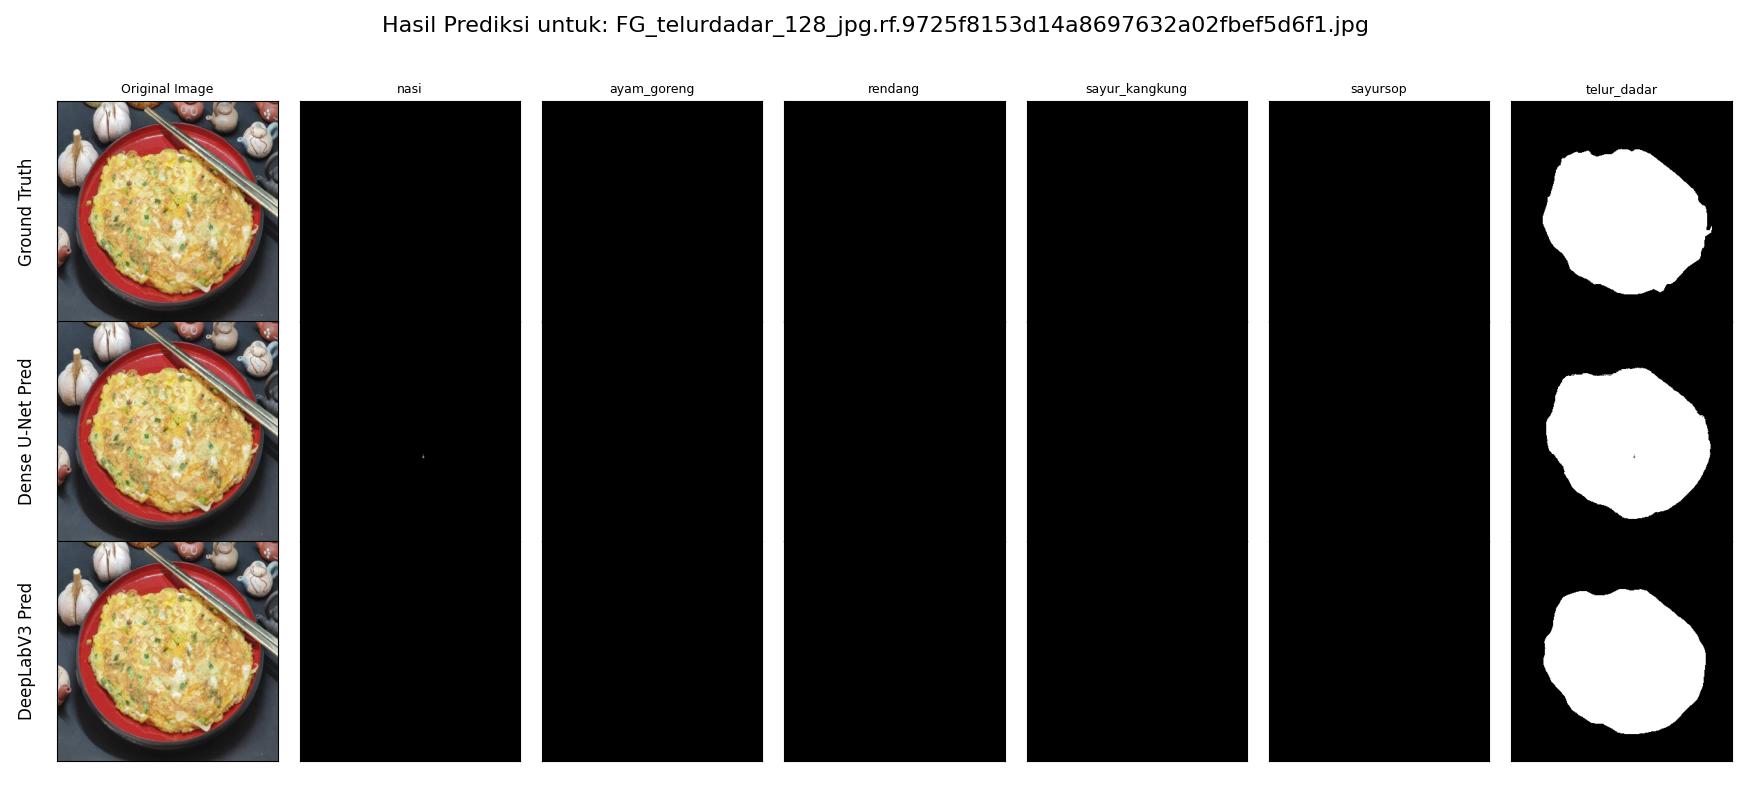 Hasil Prediksi untuk: FG_telurdadar_128_jpg.rf.9725f8153d14a8697632a02fbef5d6f1.jpg
Original Image
nasi
ayam_goreng
rendang
sayur_kangkung
sayursop
telur_dadar
Ground Truth
Dense U-Net Pred
DeepLabV3 Pred